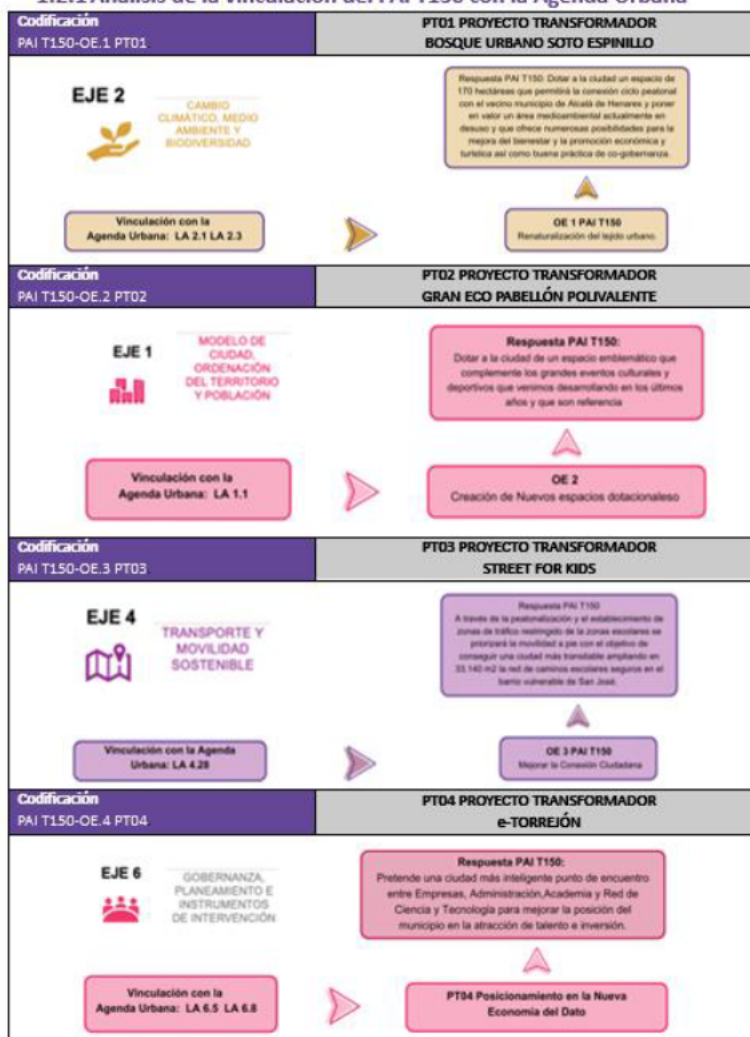 1.2.1 Análisis de la vinculación del PAI T150 con la Agenda Urbana
Codificación
PAI T150-OE.1 PT01
PT01 PROYECTO TRANSFORMADOR
BOSQUE URBANO SOTO ESPINILLO
EJE 2
CAMBIO
CLIMÁTICO, MEDIO
AMBIENTE Y
BIODIVERSIDAD
Respuesta PAI T150: Dotar a la ciudad un espacio de
170 hectáreas que permitirá la conexión ciclo peatonal
con el vecino municipio de Alcalá de Henares y poner
en valor un área medioambiental actualmente en
desuso y que ofrece numerosas posibilidades para la
mejora del bienestar y la promoción económica y
turística así como buena práctica de co-gobernanza.
Vinculación con la
Agenda Urbana: LA 2.1 LA 2.3
OE 1 PAI T150
Renaturalización del tejido urbano
Codificación
PAI T150-OE.2 PT02
PT02 PROYECTO TRANSFORMADOR
GRAN ECO PABELLÓN POLIVALENTE
EJE 1
MODELO DE
CIUDAD,
ORDENACIÓN
DEL TERRITORIO
Y POBLACIÓN
Respuesta PAI T150:
Dotar a la ciudad de un espacio emblemático que
complemente los grandes eventos culturales y
deportivos que venimos desarrollando en los últimos
años y que son referencia
Vinculación con la
Agenda Urbana: LA 1.1
OE 2
Creación de Nuevos espacios dotacionaleso
Codificación
PAI T150-OE.3 PT03
PT03 PROYECTO TRANSFORMADOR
STREET FOR KIDS
EJE 4
TRANSPORTE Y
MOVILIDAD
SOSTENIBLE
Respuesta PAI T150
A través de la peatonalización y el establecimiento de
zonas de tráfico restringido de la zonas escolares se
priorizará la movilidad a pie con el objetivo de
conseguir una ciudad más transitable ampliando en
33.140 m2 la red de caminos escolares seguros en el
barrio vulnerable de San José.
Vinculación con la Agenda
Urbana: LA 4.28
OE 3 PAI T150
Mejorar la Conexión Ciudadana
Codificación
PAI T150-OE.4 PT04
PT04 PROYECTO TRANSFORMADOR
e-TORREJÓN
EJE 6
GOBERNANZA,
PLANEAMIENTO E
INSTRUMENTOS
DE INTERVENCIÓN
Respuesta PAI T150:
Pretende una ciudad más inteligente punto de encuentro
entre Empresas, Administración,Academia y Red de
Ciencia y Tecnología para mejorar la posición del
municipio en la atracción de talento e inversión.
Vinculación con la
Agenda Urbana: LA 6.5 LA 6.8
PT04 Posicionamiento en la Nueva
Economía del Dato